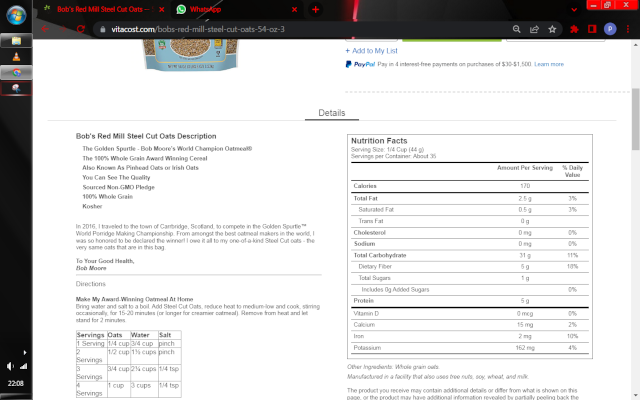 Bob's Red Mill Steel Cut Oats —
WhatsApp
vitacost.com/bobs-red-mill-steel-cut-oats-54-oz-3
P
+ Add to My List
PayPal Pay in 4 interest-free payments on purchases of $30-$1,500. Learn more
Details
Bob's Red Mill Steel Cut Oats Description
The Golden Spurtle - Bob Moore's World Champion Oatmeal®
The 100% Whole Grain Award Winning Cereal
Also Known As Pinhead Oats or Irish Oats
You Can See The Quality
Sourced Non-GMO Pledge
100% Whole Grain
Kosher
In 2016, I traveled to the town of Carrbridge, Scotland, to compete in the Golden Spurtle™
World Porridge Making Championship. From amongst the best oatmeal makers in the world, I
was so honored to be declared the winner! I owe it all to my one-of-a-kind Steel Cut oats - the
very same oats that are in this bag.
To Your Good Health,
Bob Moore
Directions
Make My Award-Winning Oatmeal At Home
Bring water and salt to a boil. Add Steel Cut Oats, reduce heat to medium-low and cook, stirring
occasionally, for 15-20 minutes (or longer for creamier oatmeal). Remove from heat and let
stand for 2 minutes.
Servings Oats Water Salt
1 Serving 1/4 cup 3/4 cup pinch
2 Servings 1/2 cup 1½ cups pinch
3 Servings 3/4 cup 2¼ cups 1/4 tsp
4 Servings 1 cup 3 cups 1/4 tsp
Nutrition Facts
Serving Size: 1/4 Cup (44 g)
Servings per Container: About 35
Amount Per Serving % Daily Value
Calories 170
Total Fat 2.5 g 3%
Saturated Fat 0.5 g 3%
Trans Fat 0 g
Cholesterol 0 mg 0%
Sodium 0 mg 0%
Total Carbohydrate 31 g 11%
Dietary Fiber 5 g 18%
Total Sugars 1 g
Includes 0g Added Sugars 0%
Protein 5 g
Vitamin D 0 mcg 0%
Calcium 15 mg 2%
Iron 2 mg 10%
Potassium 162 mg 4%
Other Ingredients: Whole grain oats.
Manufactured in a facility that also uses tree nuts, soy, wheat, and milk.
The product you receive may contain additional details or differ from what is shown on this
page, or the product may have additional information revealed by partially peeling back the
22:08